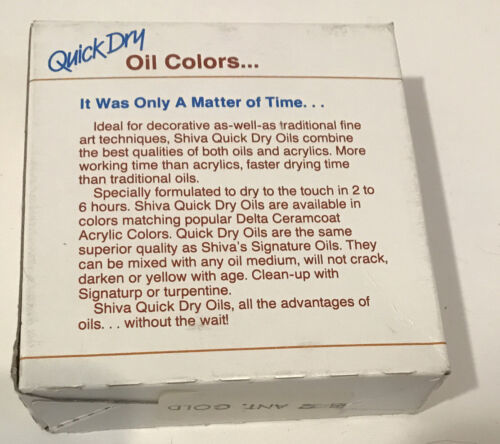 Quick Dry
Oil Colors...
It Was Only A Matter of Time. . .
Ideal for decorative as-well-as traditional fine
art techniques, Shiva Quick Dry Oils combine
the best qualities of both oils and acrylics. More
working time than acrylics, faster drying time
than traditional oils.
Specially formulated to dry to the touch in 2 to
6 hours. Shiva Quick Dry Oils are available in
colors matching popular Delta Ceramcoat
Acrylic Colors. Quick Dry Oils are the same
superior quality as Shiva's Signature Oils. They
can be mixed with any oil medium, will not crack,
darken or yellow with age. Clean-up with
Signaturp or turpentine.
Shiva Quick Dry Oils, all the advantages of
oils. . . without the wait!
ANT. GOLD